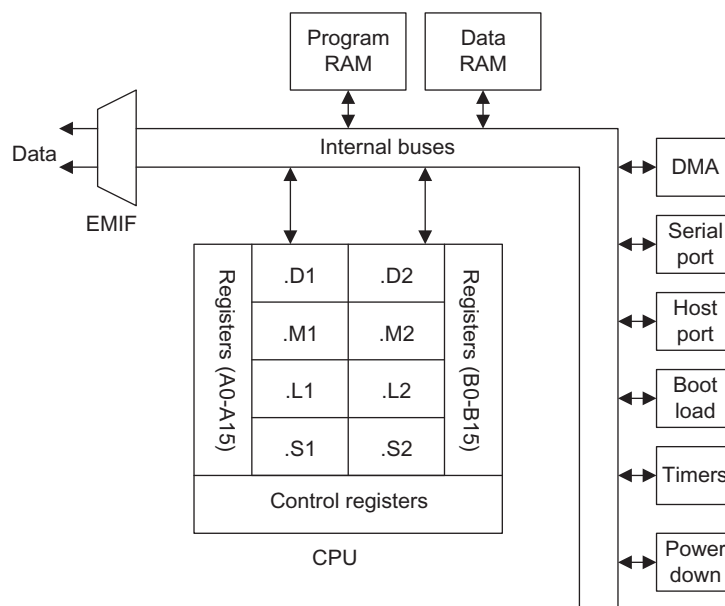 Program
RAM
Data
RAM
Data
Internal buses
EMIF
DMA
Serial
port
Host
port
Boot
load
Timers
Power
down
Registers (A0-A15)
.D1
.D2
.M1
.M2
.L1
.L2
.S1
.S2
Registers (B0-B15)
Control registers
CPU